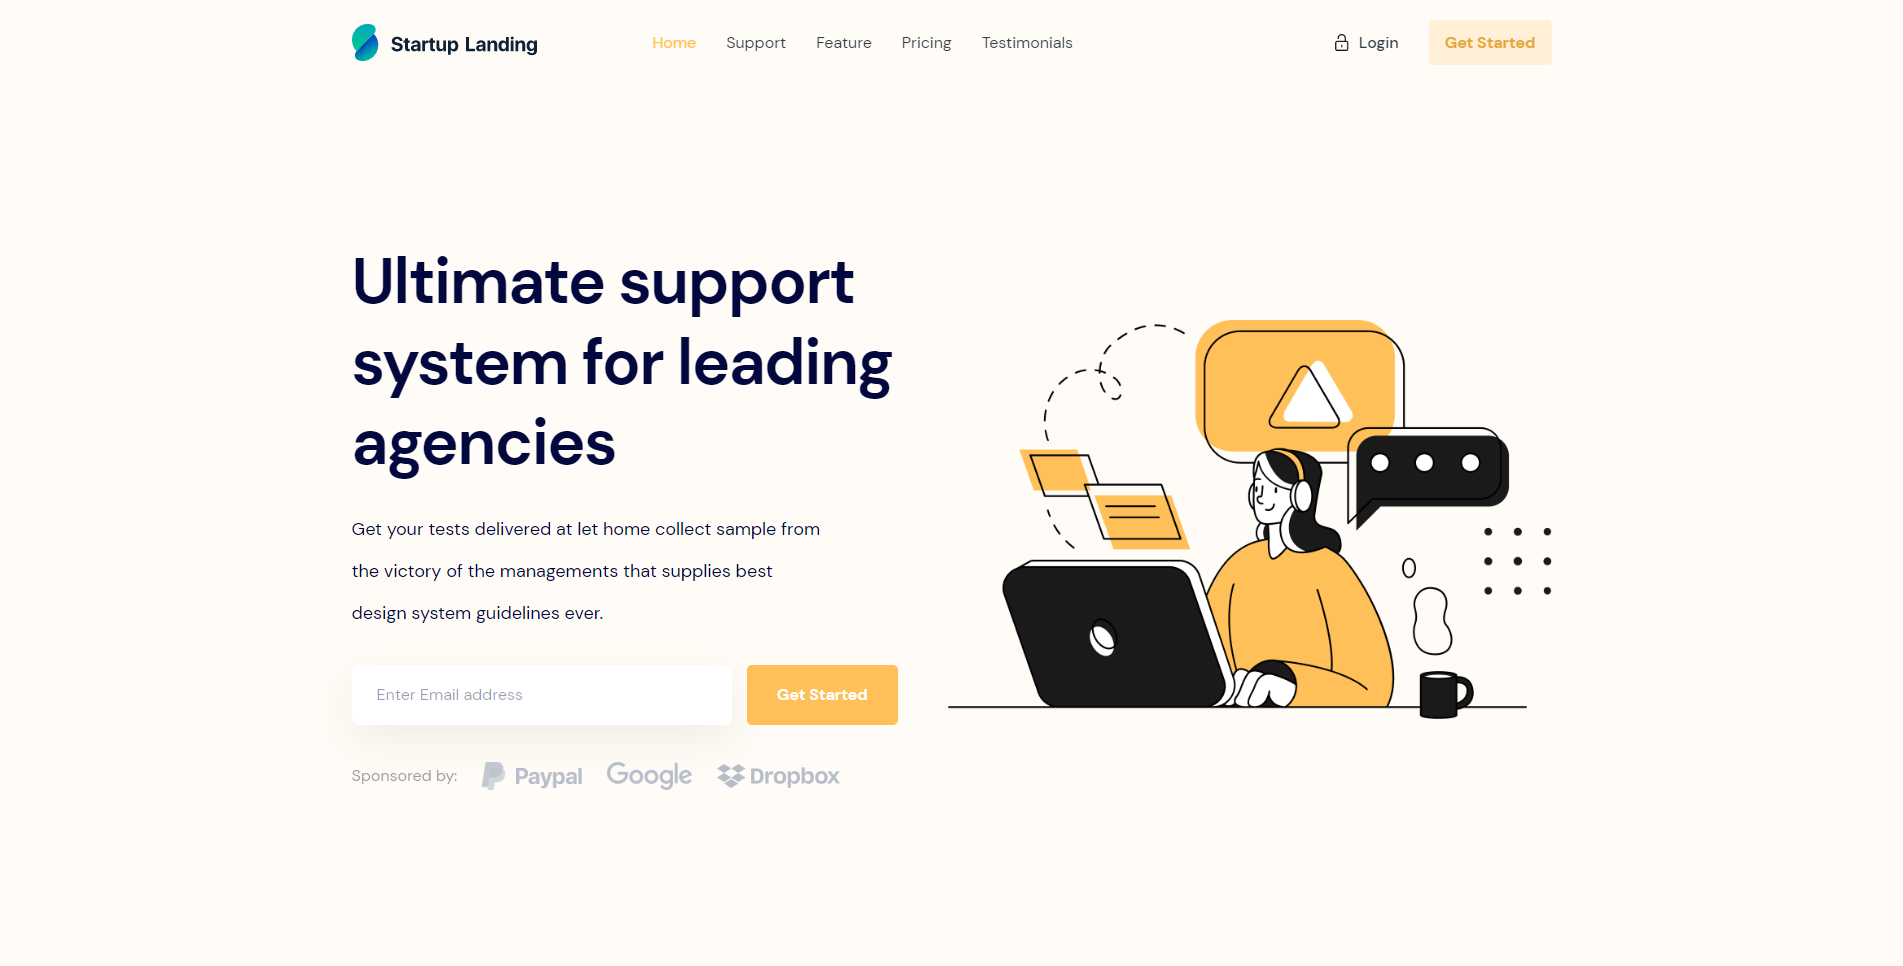 Startup Landing
Home Support Feature Pricing Testimonials
Login
Get Started
Ultimate support
system for leading
agencies
Get your tests delivered at let home collect sample from
the victory of the managements that supplies best
design system guidelines ever.
Enter Email address
Get Started
Sponsored by: Paypal Google Dropbox